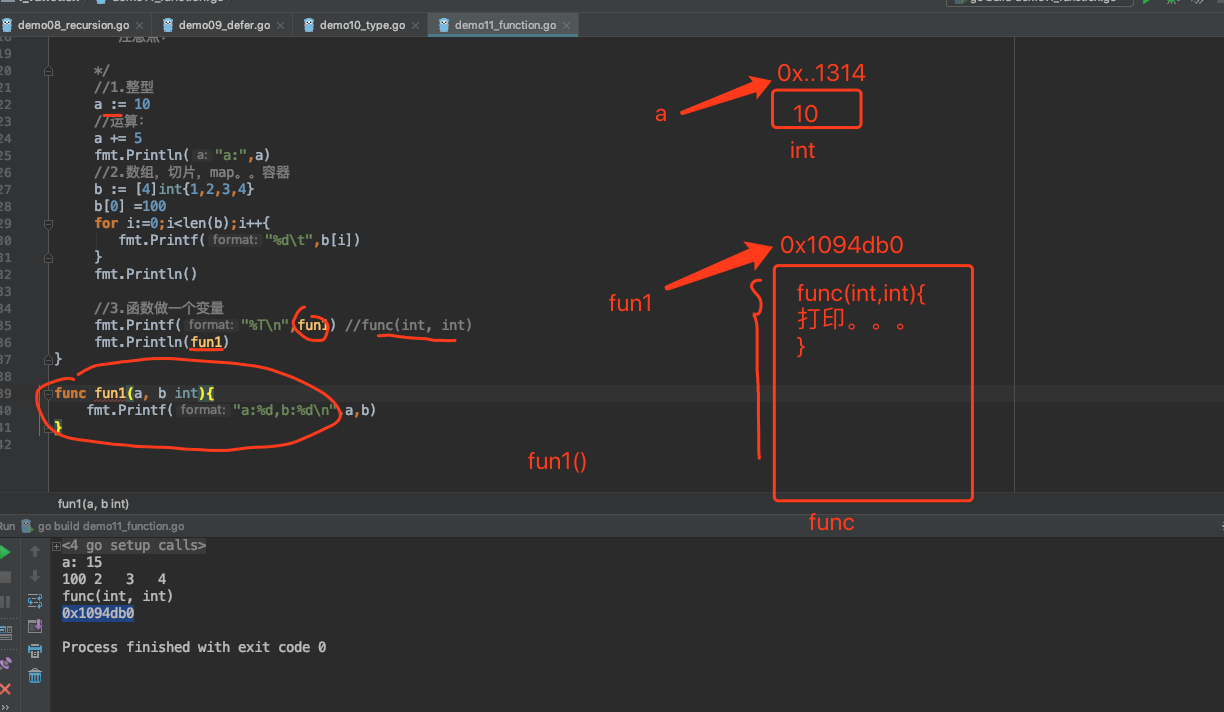 demo08_recursion.go
demo09_defer.go
demo10_type.go
demo11_function.go
注意点:
19
20 */
21 //1.整型
22 a := 10
23 //运算:
24 a += 5
25 fmt.Println( a: "a:",a)
26 //2.数组，切片，map。。容器
27 b := [4]int{1,2,3,4}
28 b[0] =100
29 for i:=0;i<len(b);i++{
30 fmt.Printf( format: "%d\t",b[i])
31 }
32 fmt.Println()
33
34 //3.函数做一个变量
35 fmt.Printf( format: "%T\n",fun1) //func(int, int)
36 fmt.Println(fun1)
37 }
38
39 func fun1(a, b int){
40 fmt.Printf( format: "a:%d,b:%d\n",a,b)
41 }
42
0x..1314
a
10
int
0x1094db0
fun1
func(int,int){
打印。。。
}
fun1()
func
fun1(a, b int)
Run go build demo11_function.go
<4 go setup calls>
a: 15
100 2 3 4
func(int, int)
0x1094db0
Process finished with exit code 0